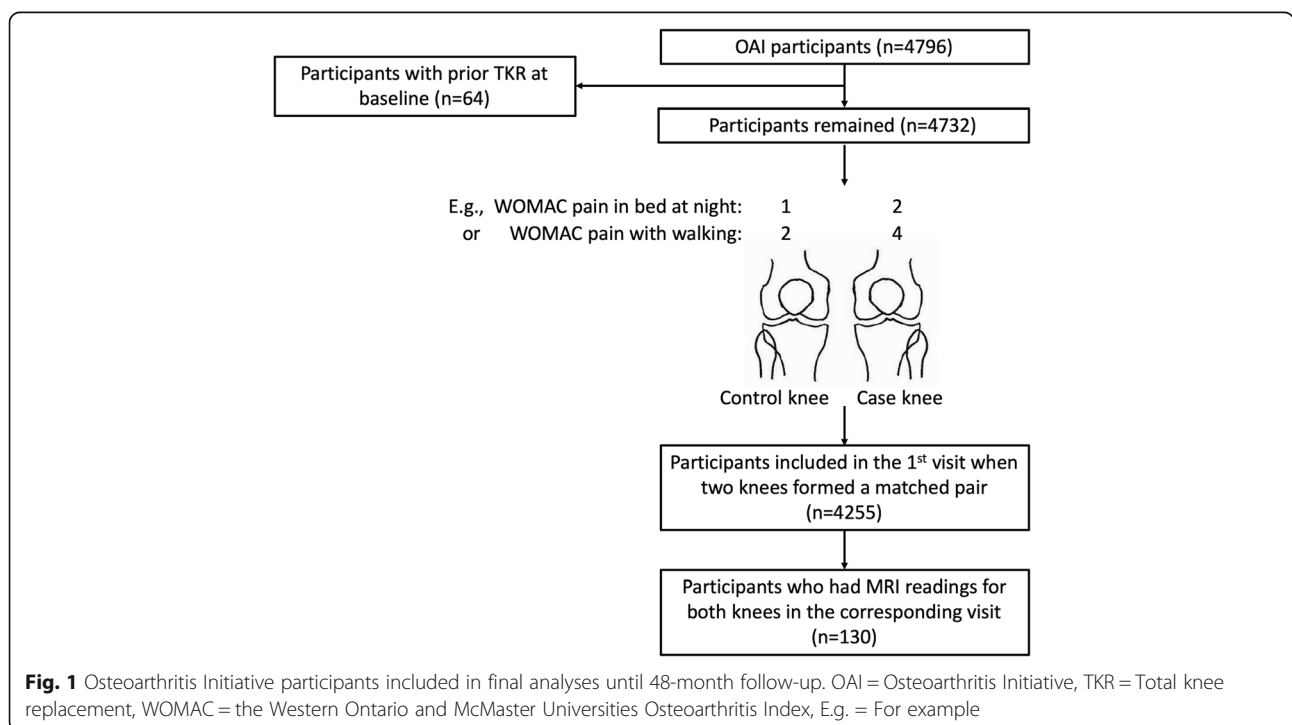 OAI participants (n=4796)
Participants with prior TKR at
baseline (n=64)
Participants remained (n=4732)
E.g., WOMAC pain in bed at night: 1 2
or WOMAC pain with walking: 2 4
Control knee Case knee
Participants included in the 1st visit when
two knees formed a matched pair
(n=4255)
Participants who had MRI readings for
both knees in the corresponding visit
(n=130)
Fig. 1 Osteoarthritis Initiative participants included in final analyses until 48-month follow-up. OAI = Osteoarthritis Initiative, TKR = Total knee
replacement, WOMAC = the Western Ontario and McMaster Universities Osteoarthritis Index, E.g. = For example